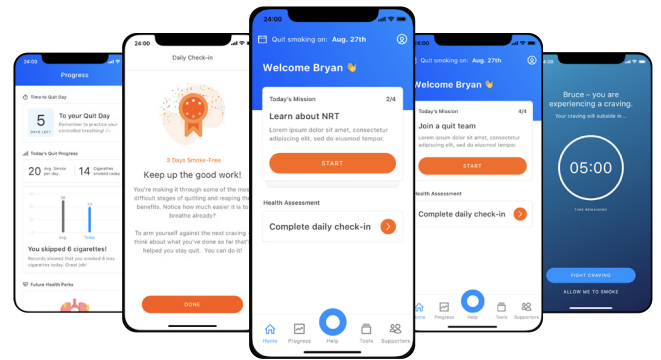 24:00
Progress
Time to Quit Day
5
DAYS LEFT
To your Quit Day
Remember to practice your
controlled breathing!
Today's Quit Progress
20 Avg. Smoke
per day
14 Cigarettes
smoked today
Avg.
Today
You skipped 6 cigarettes!
Records showed that you smoked 6 less
cigarettes today. Great job!
Future Health Perks
24:00
Daily Check-in
3 Days Smoke-Free
Keep up the good work!
You're making it through some of the most
difficult stages of quitting and reaping the
benefits. Notice how much easier it is to
breathe already?
To arm yourself against the next craving -
think about what you've done so far that's
helped you stay quit. You can do it!
DONE
24:00
Quit smoking on: Aug. 27th
Welcome Bryan 👋
Today's Mission 2/4
Learn about NRT
Lorem ipsum dolor sit amet, consectetur
adipiscing elit, sed do eiusmod tempor.
START
Health Assessment
Complete daily check-in
Home Progress Help Tools Supporters
24:00
Quit smoking on: Aug. 27th
Welcome Bryan 👋
Today's Mission 4/4
Join a quit team
Lorem ipsum dolor sit amet, consectetur
adipiscing elit, sed do eiusmod tempor.
START
Health Assessment
Complete daily check-in
Home Progress Help Tools Supporters
Bruce – you are
experiencing a craving.
Your craving will subside in ...
05:00
TIME REMAINING
FIGHT CRAVING
ALLOW ME TO SMOKE